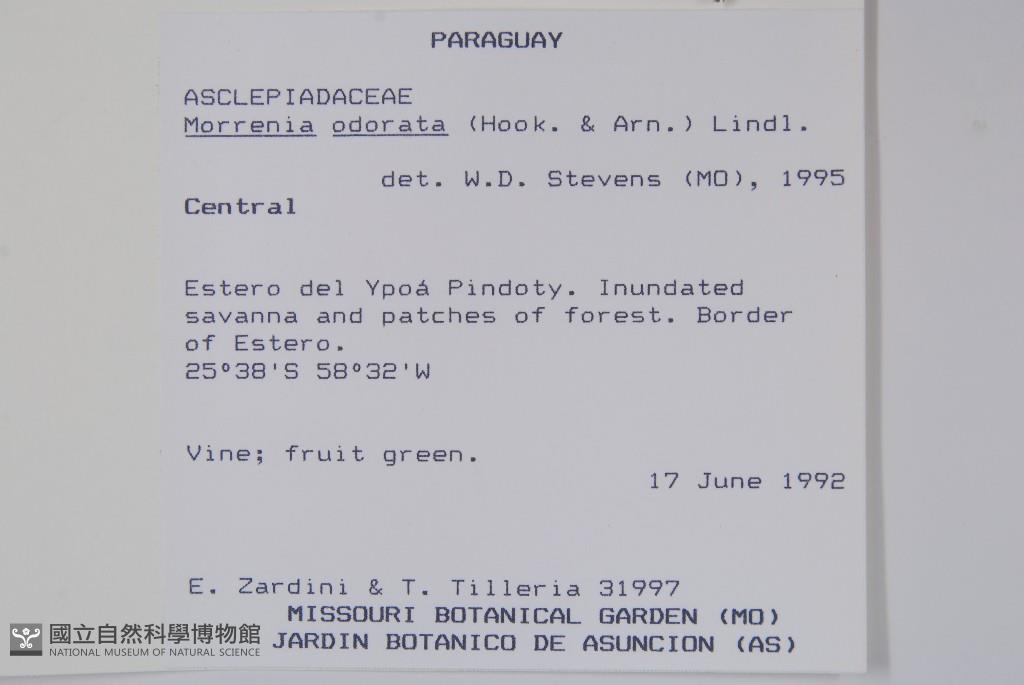 PARAGUAY
ASCLEPIADACEAE
Morrenia odorata (Hook. & Arn.) Lindl.
det. W.D. Stevens (MO), 1995
Central
Estero del Ypoá Pindoty. Inundated
savanna and patches of forest. Border
of Estero.
25°38'S 58°32'W
Vine; fruit green.
17 June 1992
E. Zardini & T. Tilleria 31997
MISSOURI BOTANICAL GARDEN (MO)
JARDIN BOTANICO DE ASUNCION (AS)
國立自然科學博物館
NATIONAL MUSEUM OF NATURAL SCIENCE